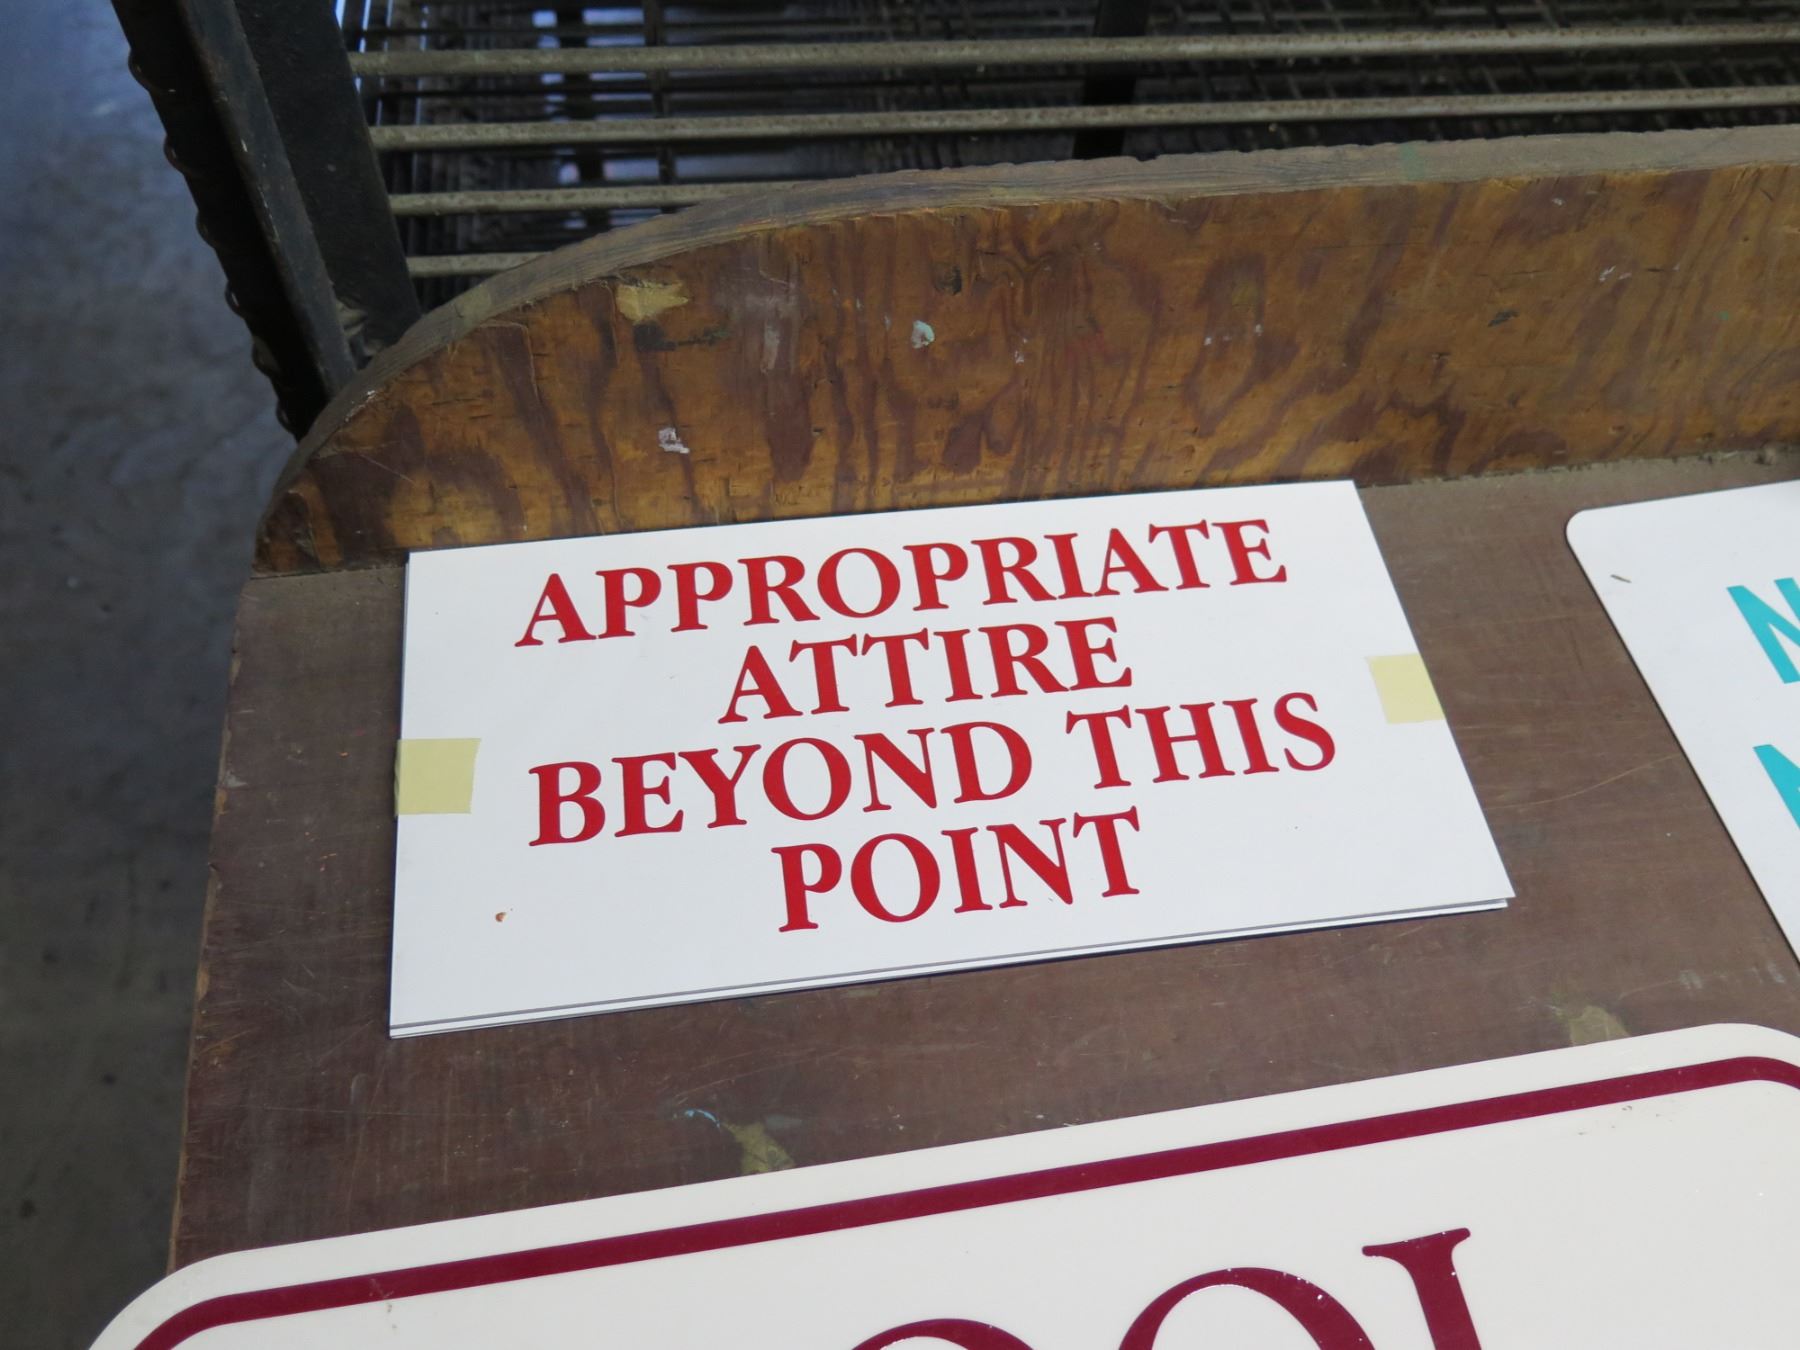 APPROPRIATE
ATTIRE
BEYOND THIS
POINT